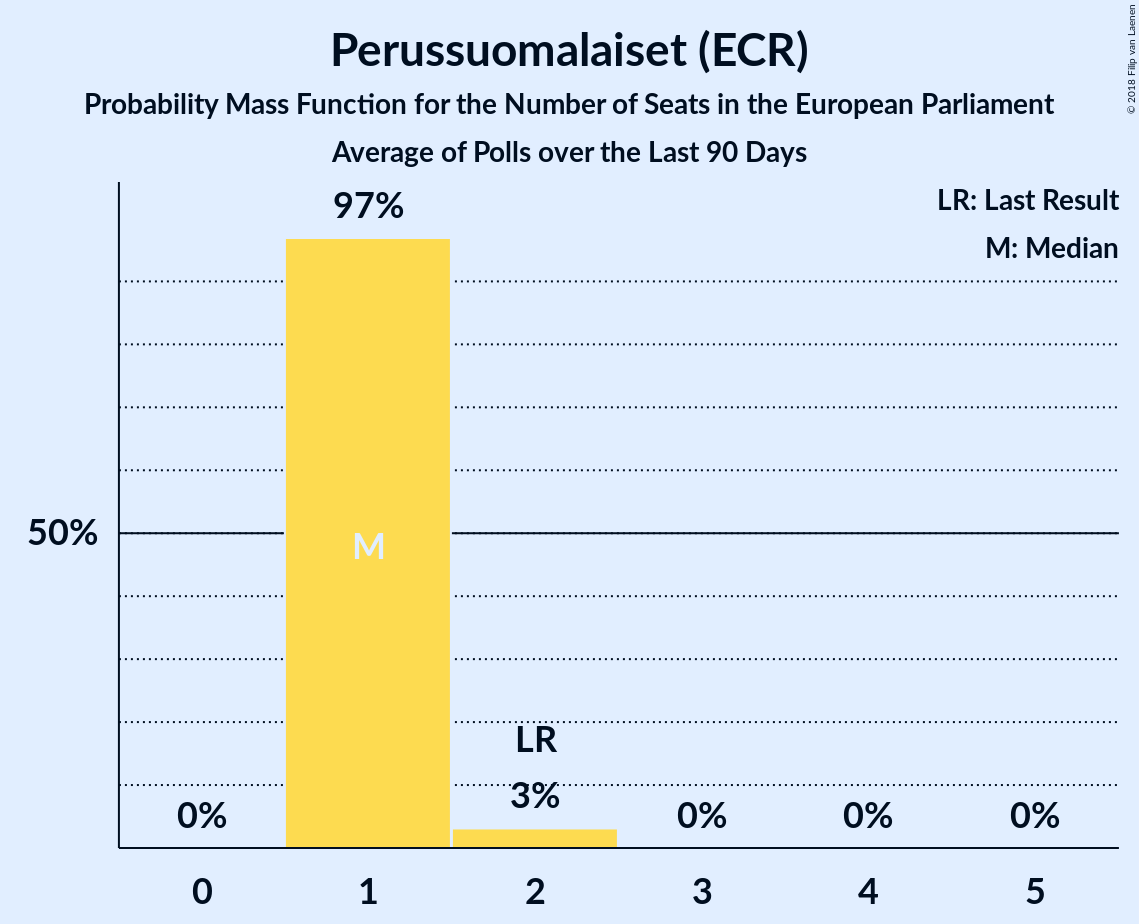 Perussuomalaiset (ECR)
Probability Mass Function for the Number of Seats in the European Parliament
Average of Polls over the Last 90 Days
© 2018 Filip van Laenen
LR: Last Result
M: Median
97%
50%
M
LR
0%
3%
0%
0%
0%
0
1
2
3
4
5